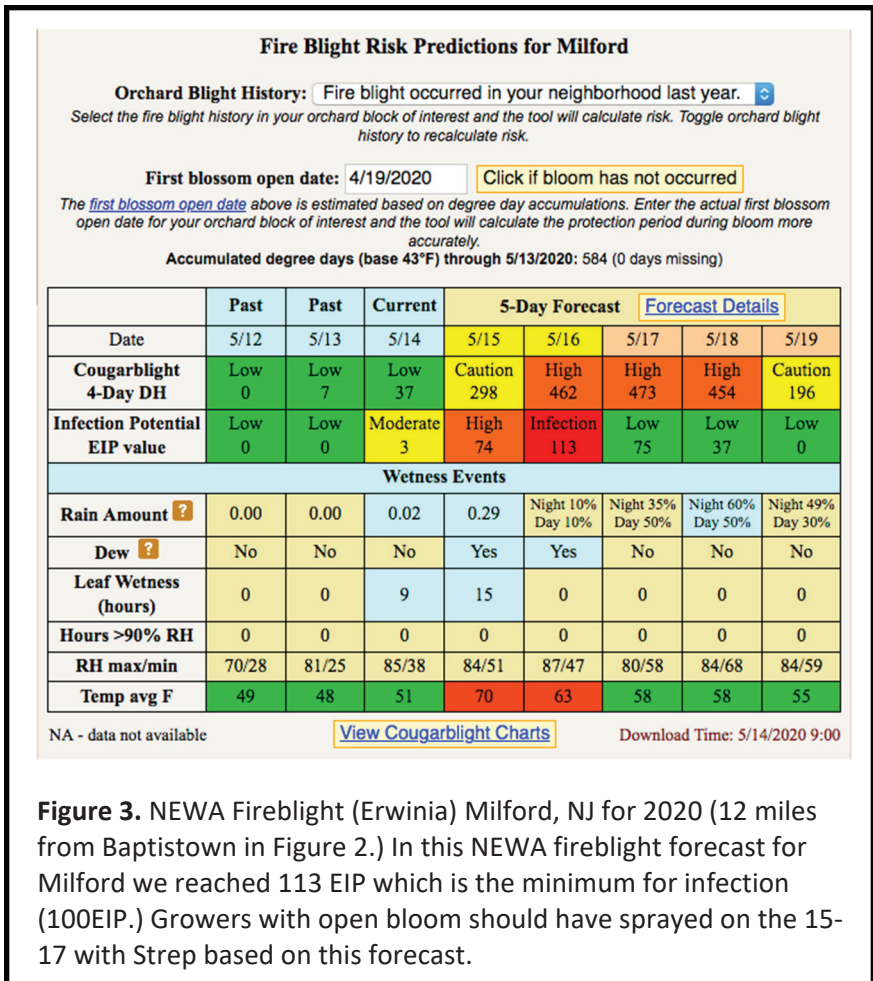 Fire Blight Risk Predictions for Milford
Orchard Blight History: Fire blight occurred in your neighborhood last year.
Select the fire blight history in your orchard block of interest and the tool will calculate risk. Toggle orchard blight
history to recalculate risk.
First blossom open date: 4/19/2020 Click if bloom has not occurred
The first blossom open date above is estimated based on degree day accumulations. Enter the actual first blossom
open date for your orchard block of interest and the tool will calculate the protection period during bloom more
accurately.
Accumulated degree days (base 43°F) through 5/13/2020: 584 (0 days missing)
Past Past Current 5-Day Forecast Forecast Details
Date 5/12 5/13 5/14 5/15 5/16 5/17 5/18 5/19
Cougarblight Low Low Low Caution High High High Caution
4-Day DH 0 7 37 298 462 473 454 196
Infection Potential Low Low Moderate High Infection Low Low Low
EIP value 0 0 3 74 113 75 37 0
Wetness Events
Rain Amount ? 0.00 0.00 0.02 0.29 Night 10% Night 35% Night 60% Night 49%
Day 10% Day 50% Day 50% Day 30%
Dew ? No No No Yes Yes No No No
Leaf Wetness
(hours) 0 0 9 15 0 0 0 0
Hours >90% RH 0 0 0 0 0 0 0 0
RH max/min 70/28 81/25 85/38 84/51 87/47 80/58 84/68 84/59
Temp avg F 49 48 51 70 63 58 58 55
NA - data not available View Cougarblight Charts Download Time: 5/14/2020 9:00
Figure 3. NEWA Fireblight (Erwinia) Milford, NJ for 2020 (12 miles
from Baptistown in Figure 2.) In this NEWA fireblight forecast for
Milford we reached 113 EIP which is the minimum for infection
(100EIP.) Growers with open bloom should have sprayed on the 15-
17 with Strep based on this forecast.